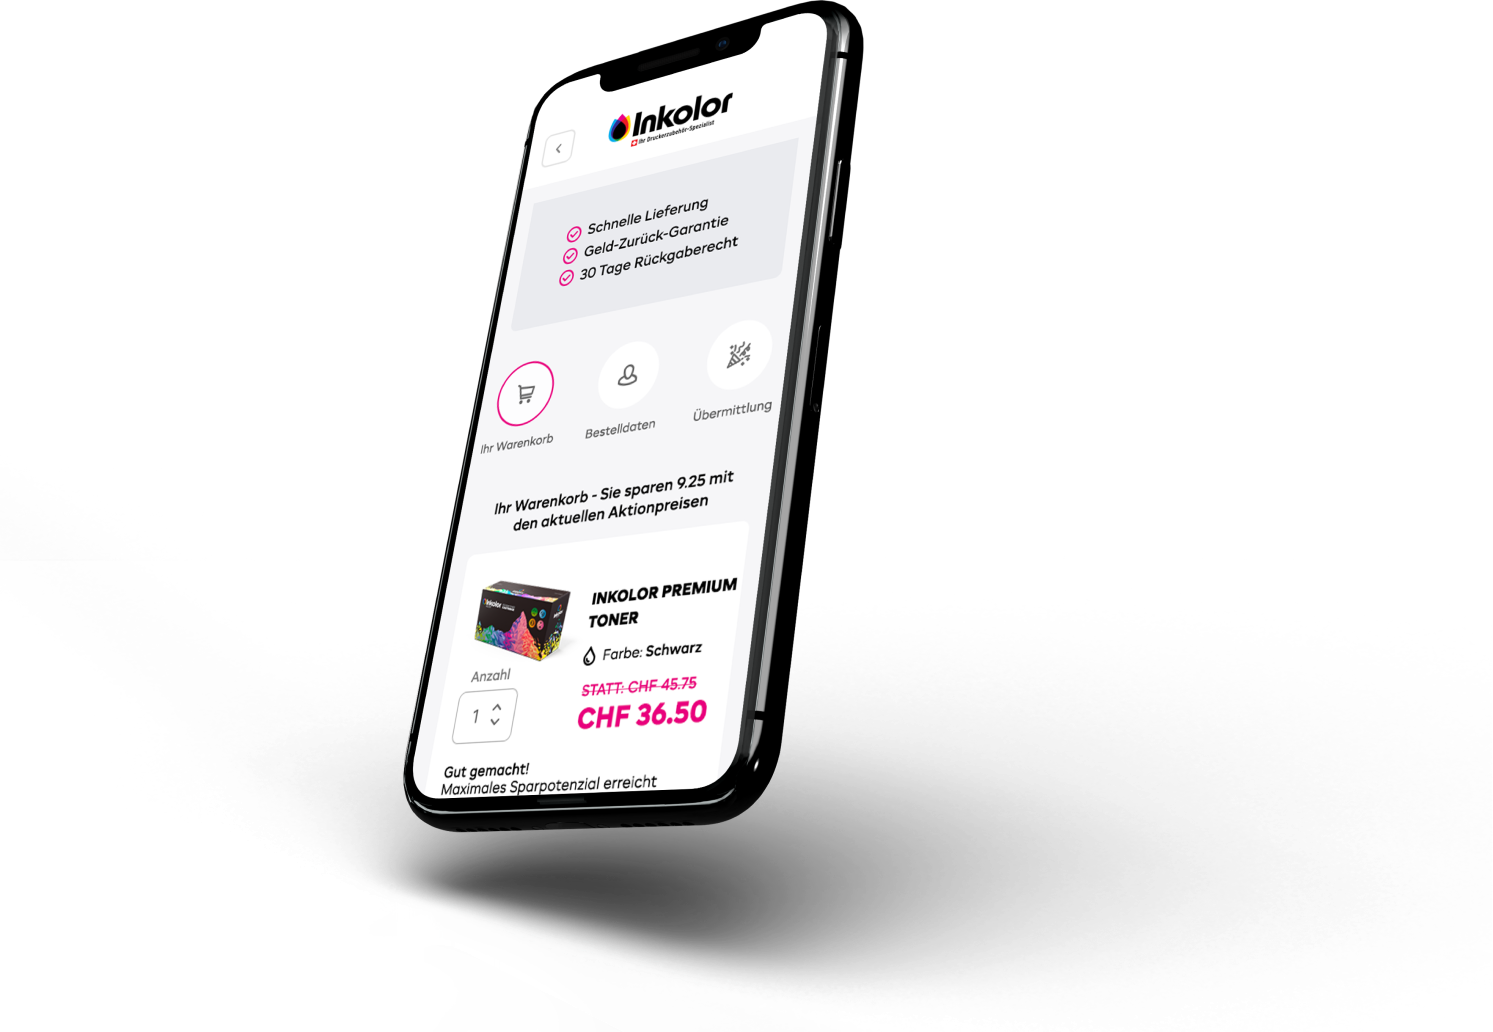 Inkolor
Ihr Druckerzubehör-Spezialist
Schnelle Lieferung
Geld-Zurück-Garantie
30 Tage Rückgaberecht
Ihr Warenkorb
Bestelldaten
Übermittlung
Ihr Warenkorb - Sie sparen 9.25 mit
den aktuellen Aktionpreisen
Inkolor
Inkolor
INKOLOR PREMIUM
TONER
Farbe: Schwarz
Anzahl
1
STATT: CHF 45.75
CHF 36.50
Gut gemacht!
Maximales Sparpotenzial erreicht